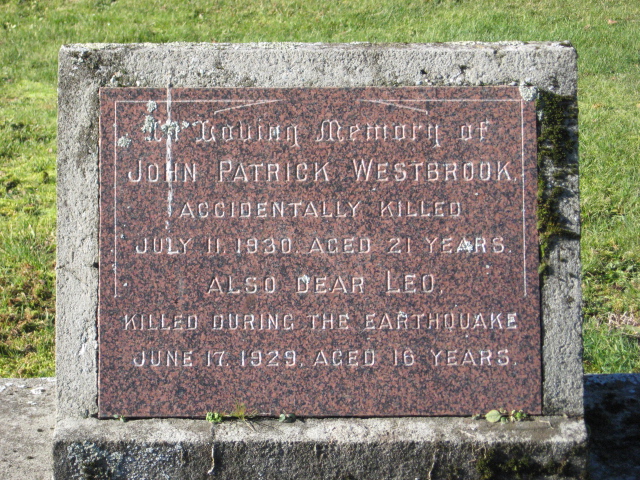 In Loving Memory of
JOHN PATRICK WESTBROOK,
ACCIDENTALLY KILLED
JULY 11, 1930. AGED 21 YEARS.
ALSO DEAR LEO,
KILLED DURING THE EARTHQUAKE
JUNE 17, 1929, AGED 16 YEARS.